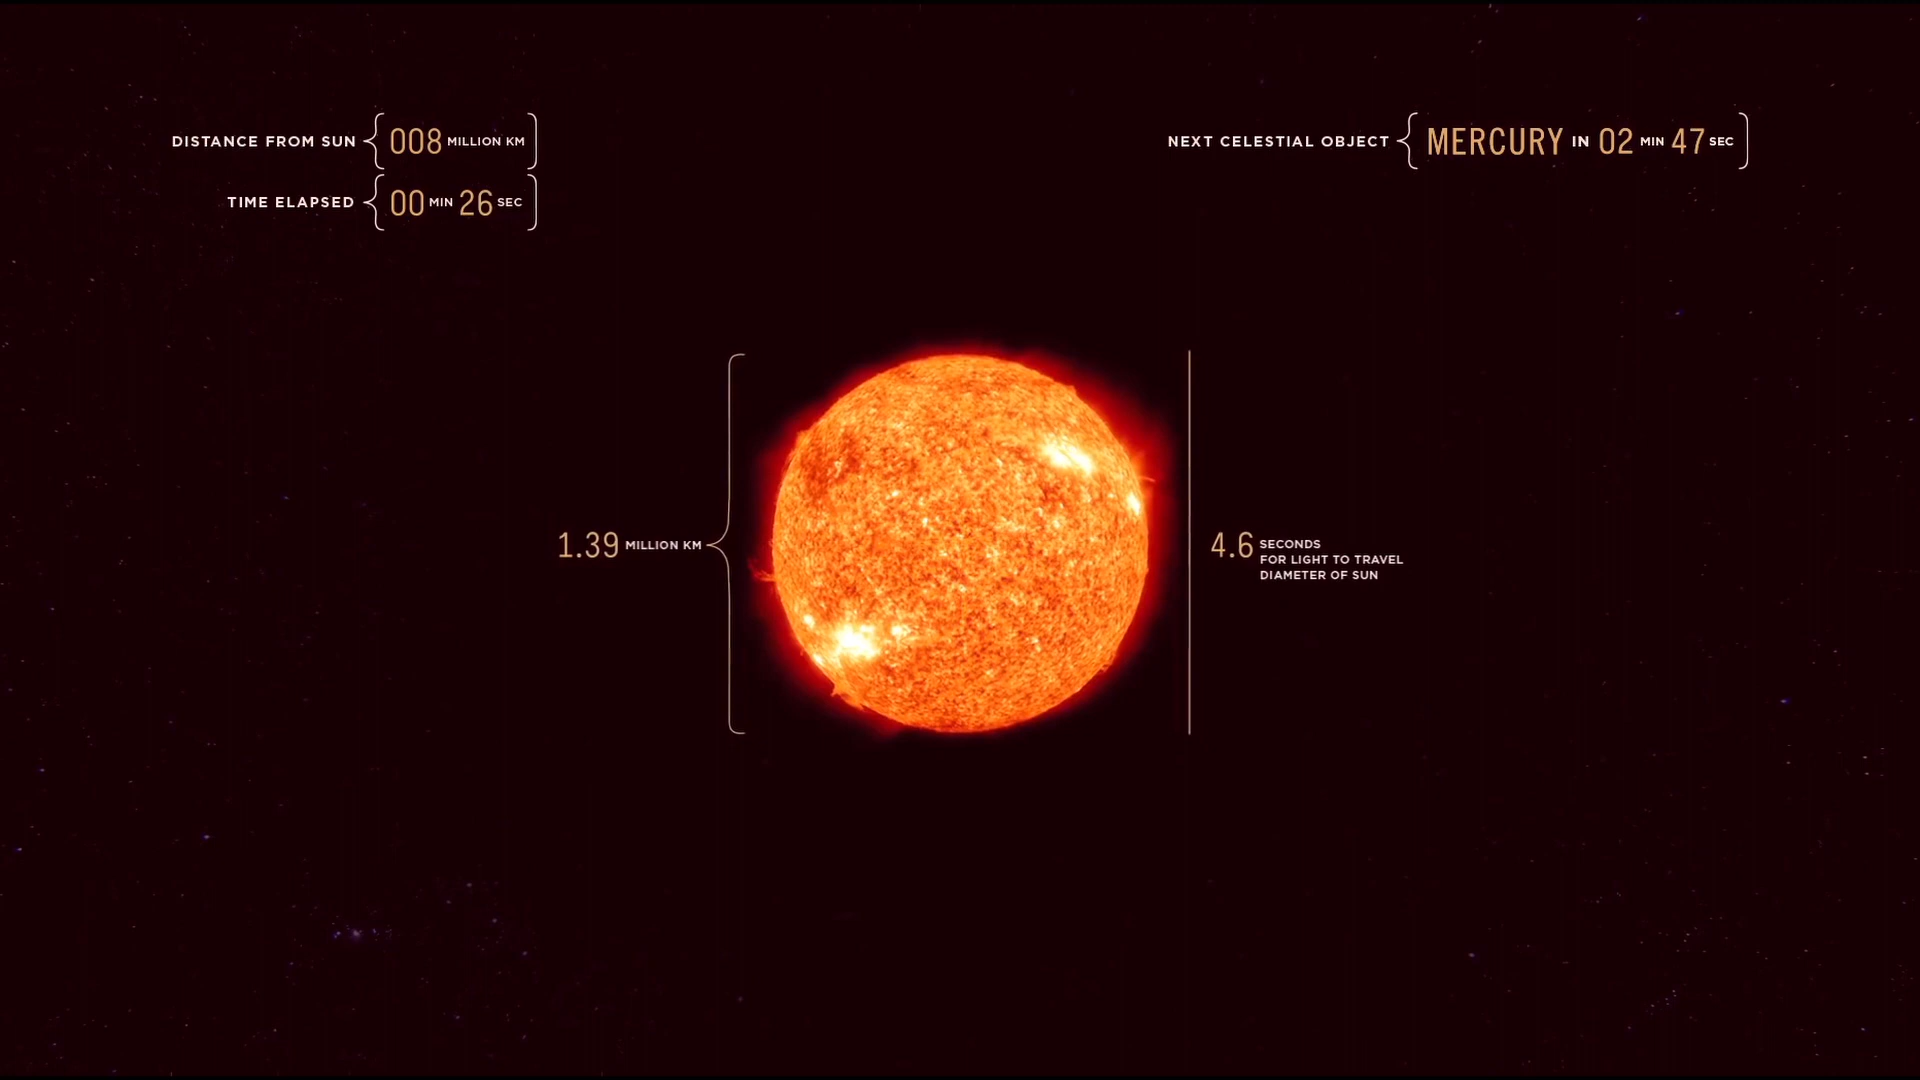 DISTANCE FROM SUN 008 MILLION KM
TIME ELAPSED 00 MIN 26 SEC
NEXT CELESTIAL OBJECT MERCURY IN 02 MIN 47 SEC
1.39 MILLION KM
4.6 SECONDS
FOR LIGHT TO TRAVEL
DIAMETER OF SUN